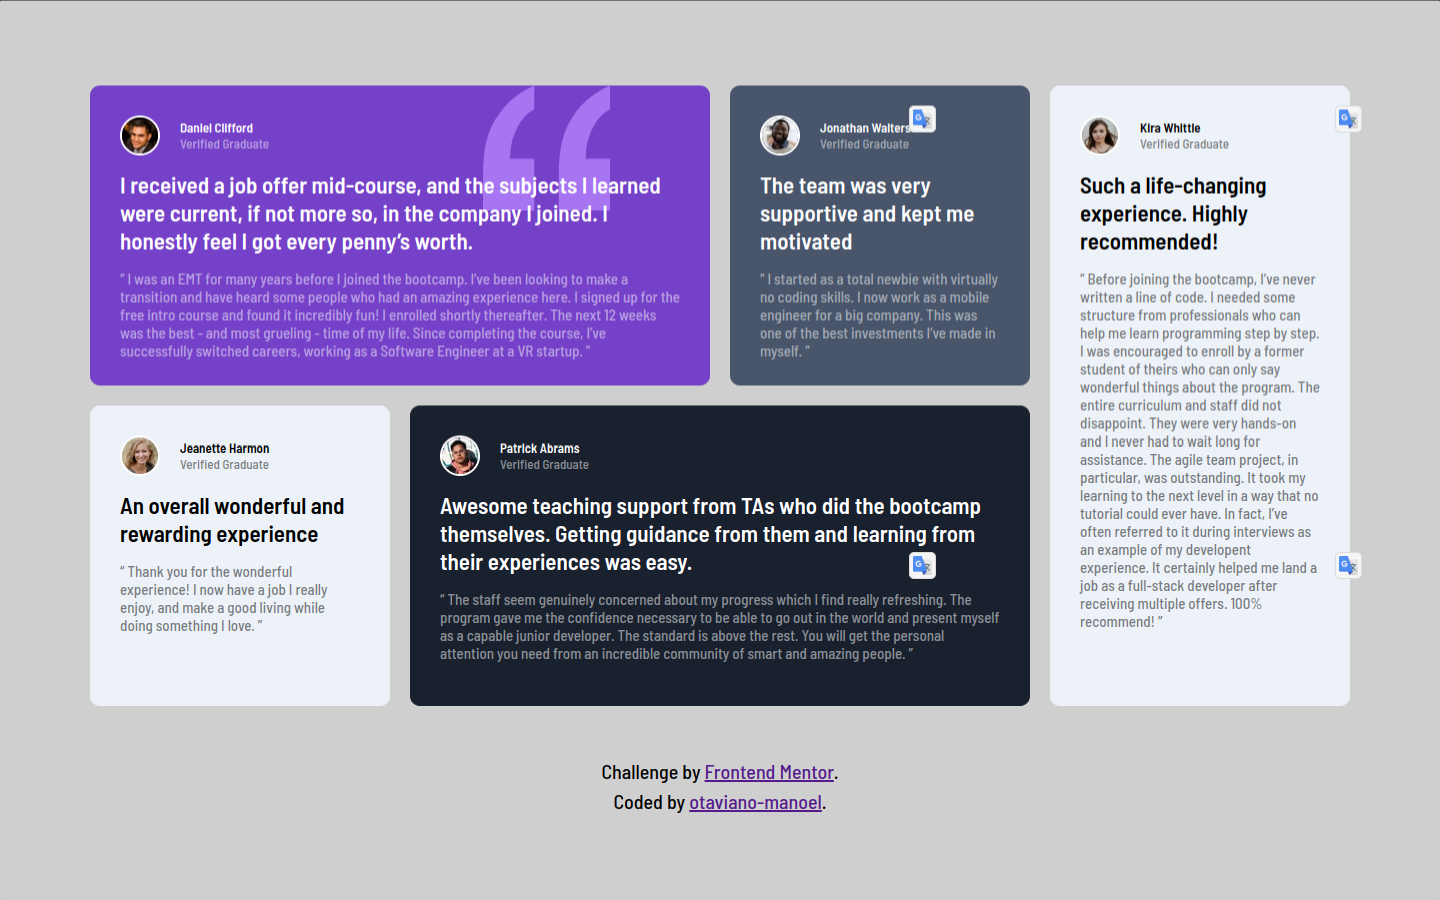 Daniel Clifford
Verified Graduate
I received a job offer mid-course, and the subjects I learned
were current, if not more so, in the company I joined. I
honestly feel I got every penny’s worth.
“ I was an EMT for many years before I joined the bootcamp. I’ve been looking to make a
transition and have heard some people who had an amazing experience here. I signed up for the
free intro course and found it incredibly fun! I enrolled shortly thereafter. The next 12 weeks
was the best - and most grueling - time of my life. Since completing the course, I’ve
successfully switched careers, working as a Software Engineer at a VR startup. ”
Jonathan Walters
Verified Graduate
The team was very
supportive and kept me
motivated
“ I started as a total newbie with virtually
no coding skills. I now work as a mobile
engineer for a big company. This was
one of the best investments I’ve made in
myself. ”
Kira Whittle
Verified Graduate
Such a life-changing
experience. Highly
recommended!
“ Before joining the bootcamp, I’ve never
written a line of code. I needed some
structure from professionals who can
help me learn programming step by step.
I was encouraged to enroll by a former
student of theirs who can only say
wonderful things about the program. The
entire curriculum and staff did not
disappoint. They were very hands-on
and I never had to wait long for
assistance. The agile team project, in
particular, was outstanding. It took my
learning to the next level in a way that no
tutorial could ever have. In fact, I’ve
often referred to it during interviews as
an example of my developent
experience. It certainly helped me land a
job as a full-stack developer after
receiving multiple offers. 100%
recommend! ”
Jeanette Harmon
Verified Graduate
An overall wonderful and
rewarding experience
“ Thank you for the wonderful
experience! I now have a job I really
enjoy, and make a good living while
doing something I love. ”
Patrick Abrams
Verified Graduate
Awesome teaching support from TAs who did the bootcamp
themselves. Getting guidance from them and learning from
their experiences was easy.
“ The staff seem genuinely concerned about my progress which I find really refreshing. The
program gave me the confidence necessary to be able to go out in the world and present myself
as a capable junior developer. The standard is above the rest. You will get the personal
attention you need from an incredible community of smart and amazing people. ”
Challenge by Frontend Mentor.
Coded by otaviano-manoel.